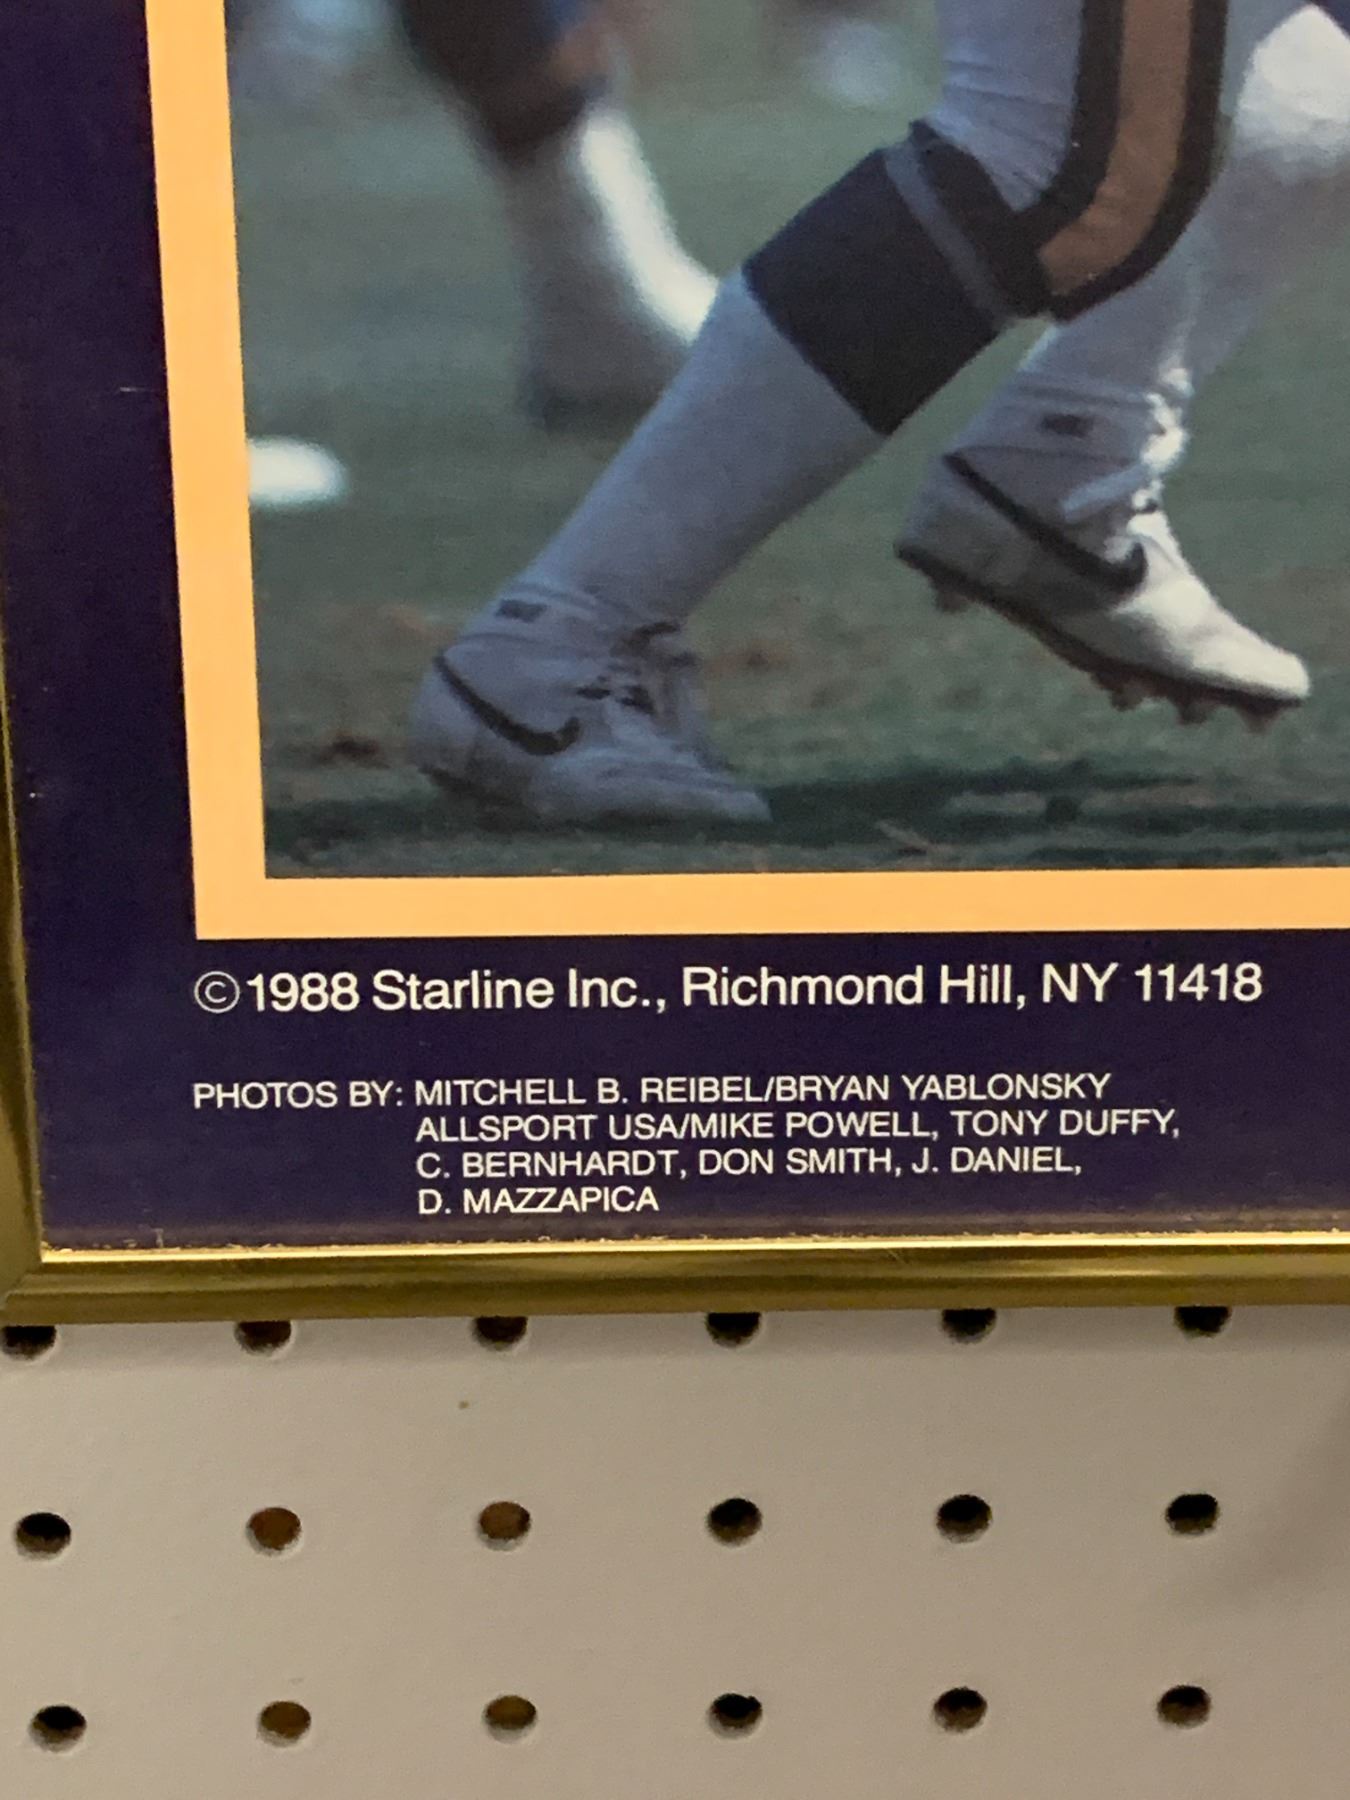 ©1988 Starline Inc., Richmond Hill, NY 11418
PHOTOS BY: MITCHELL B. REIBEL/BRYAN YABLONSKY
ALLSPORT USA/MIKE POWELL, TONY DUFFY,
C. BERNHARDT, DON SMITH, J. DANIEL,
D. MAZZAPICA